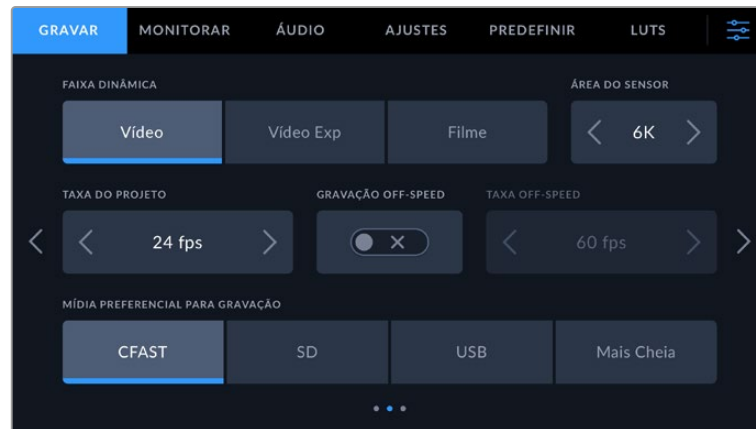 GRAVAR MONITORAR ÁUDIO AJUSTES PREDEFINIR LUTS
FAIXA DINÂMICA ÁREA DO SENSOR
Vídeo Vídeo Exp Filme 6K
TAXA DO PROJETO GRAVAÇÃO OFF-SPEED TAXA OFF-SPEED
24 fps 60 fps
MÍDIA PREFERENCIAL PARA GRAVAÇÃO
CFAST SD USB Mais Cheia